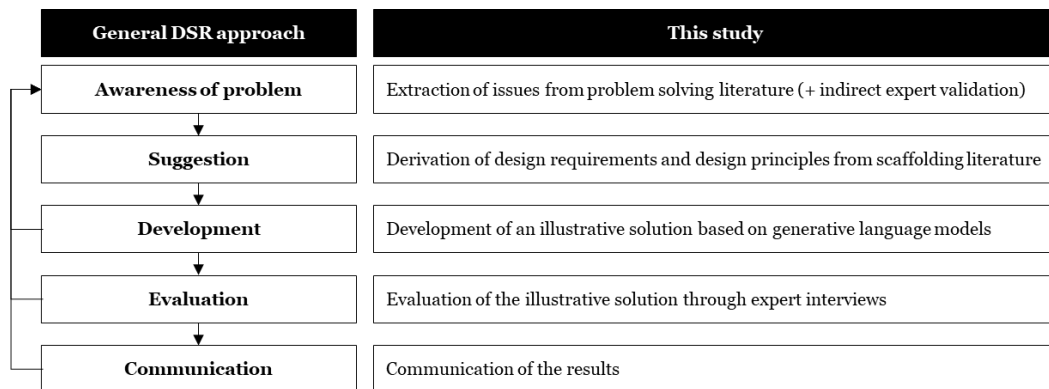 General DSR approach
This study
Awareness of problem
Extraction of issues from problem solving literature (+ indirect expert validation)
Suggestion
Derivation of design requirements and design principles from scaffolding literature
Development
Development of an illustrative solution based on generative language models
Evaluation
Evaluation of the illustrative solution through expert interviews
Communication
Communication of the results